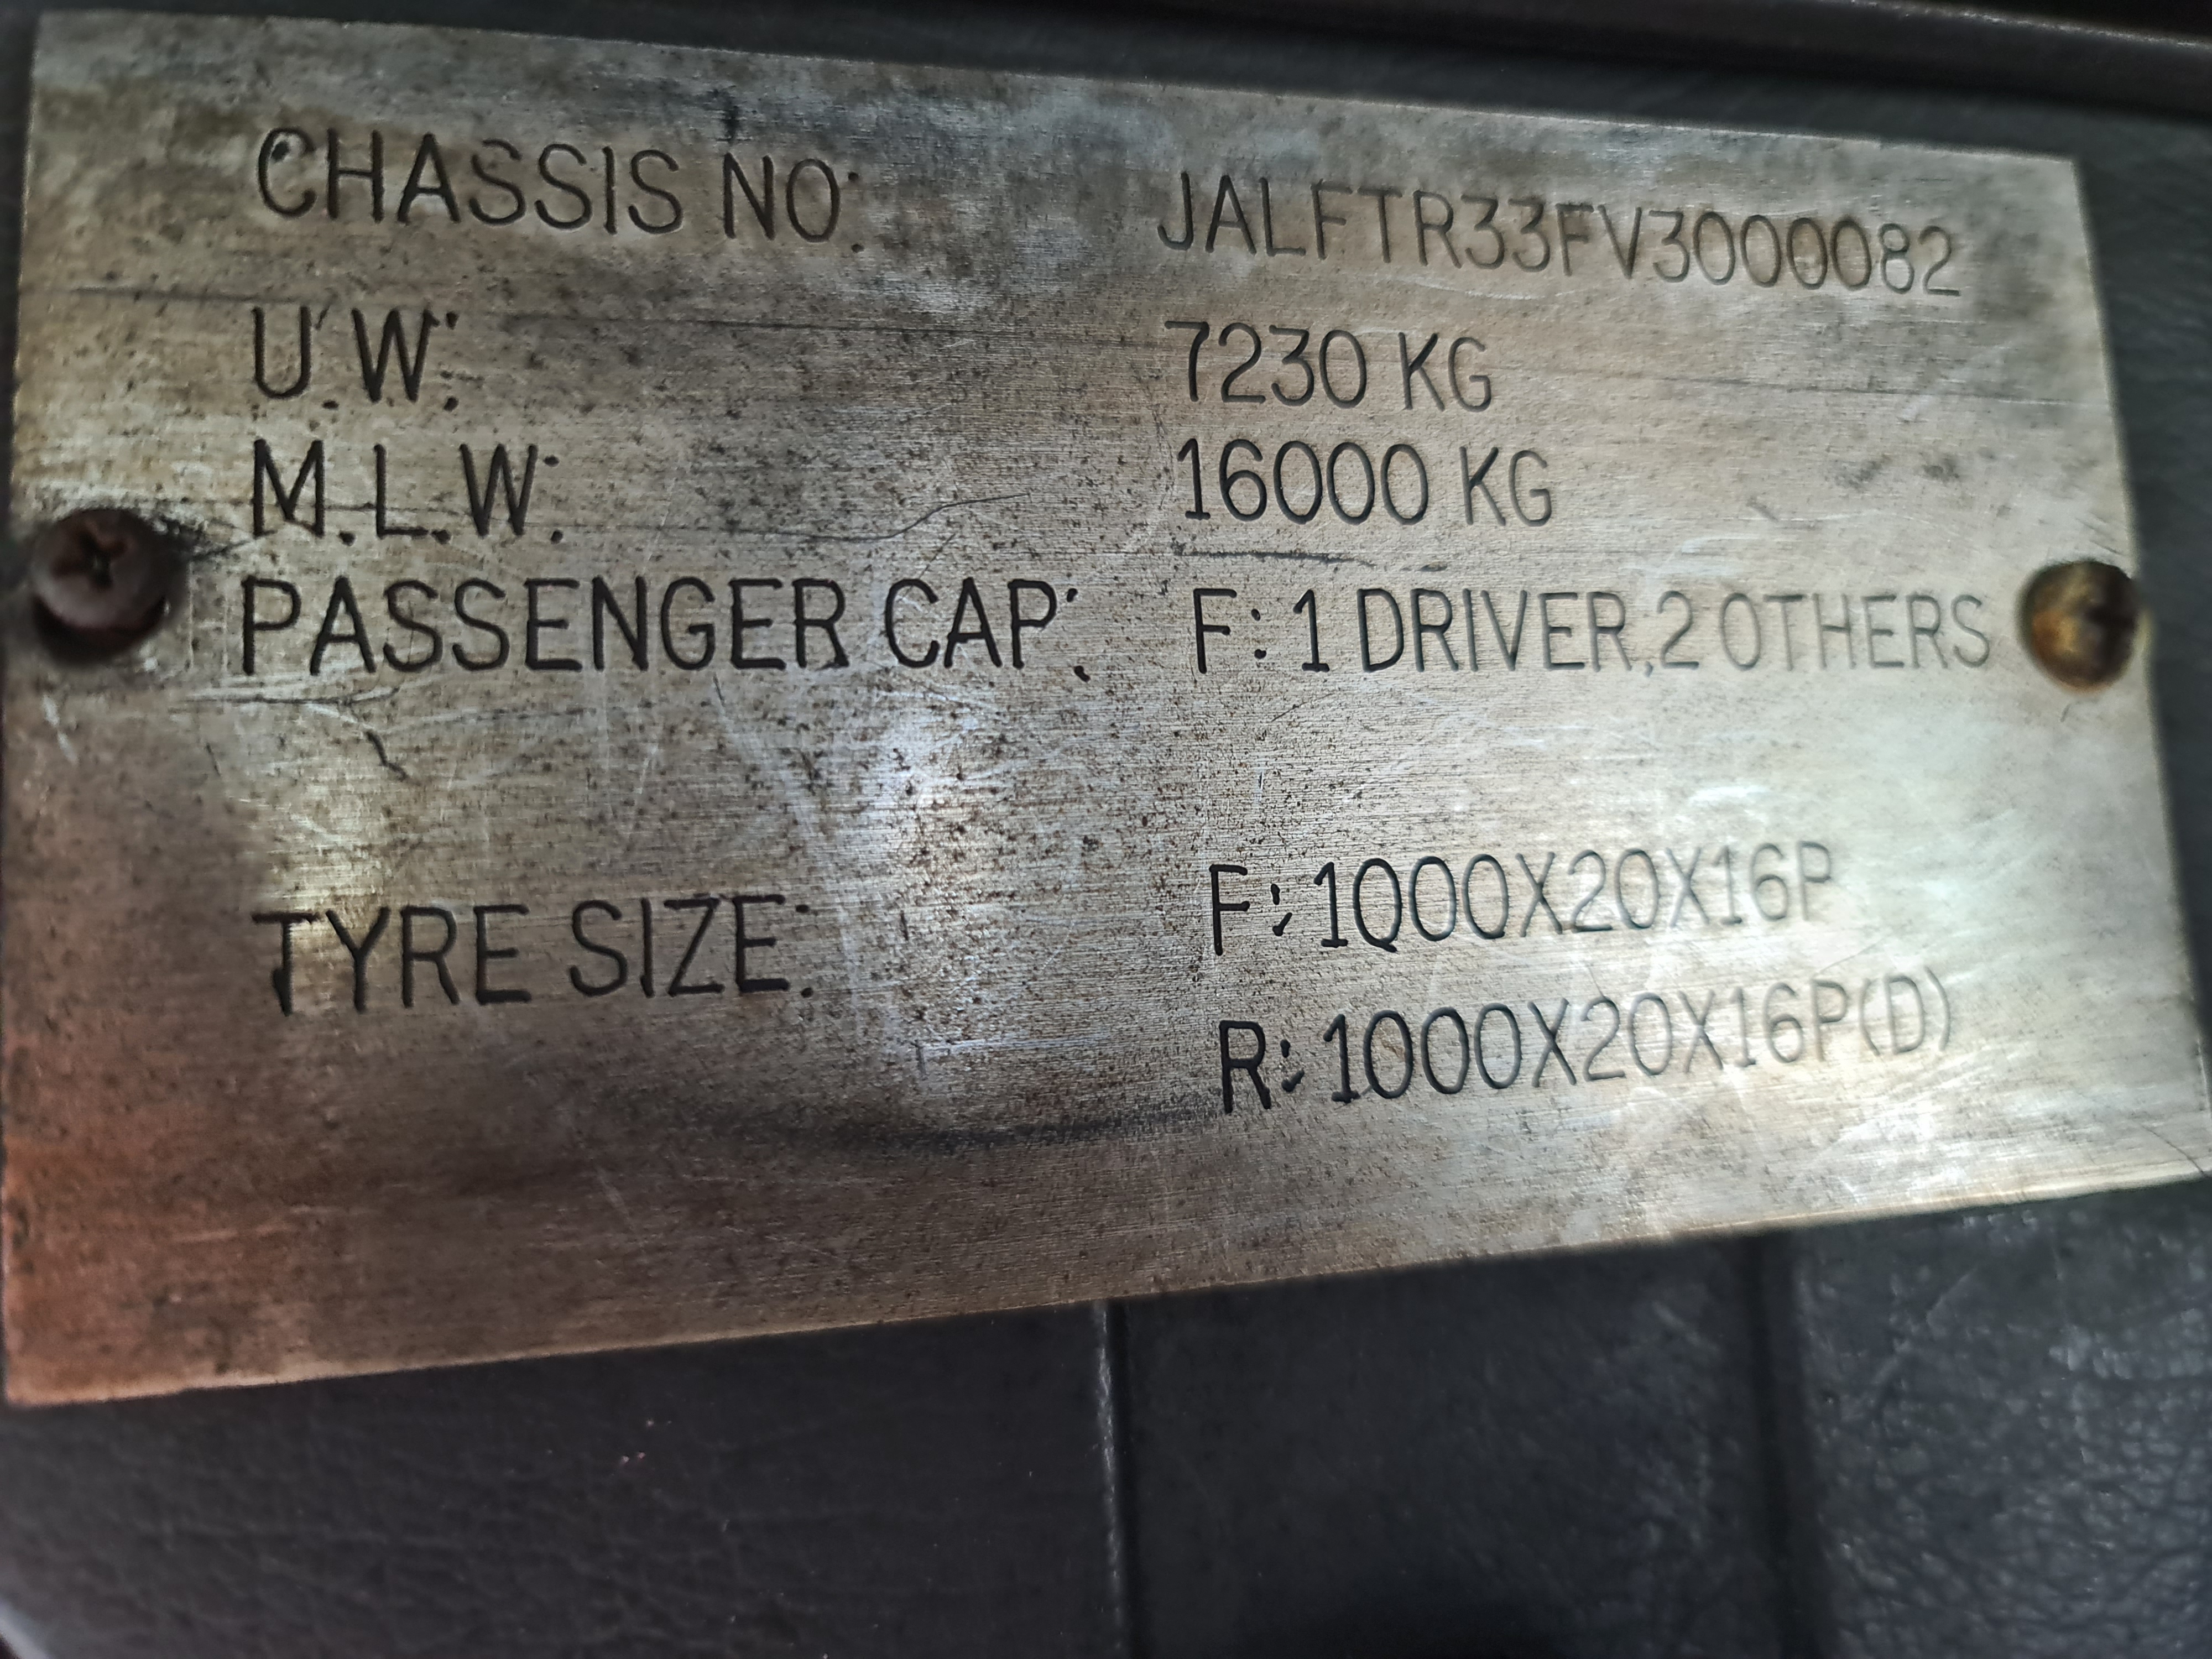 CHASSIS NO: JALFTR33FV3000082
U.W: 7230 KG
M.L.W: 16000 KG
PASSENGER CAP: F: 1 DRIVER,2 OTHERS
TYRE SIZE: F: 1000X20X16P
R: 1000X20X16P(D)